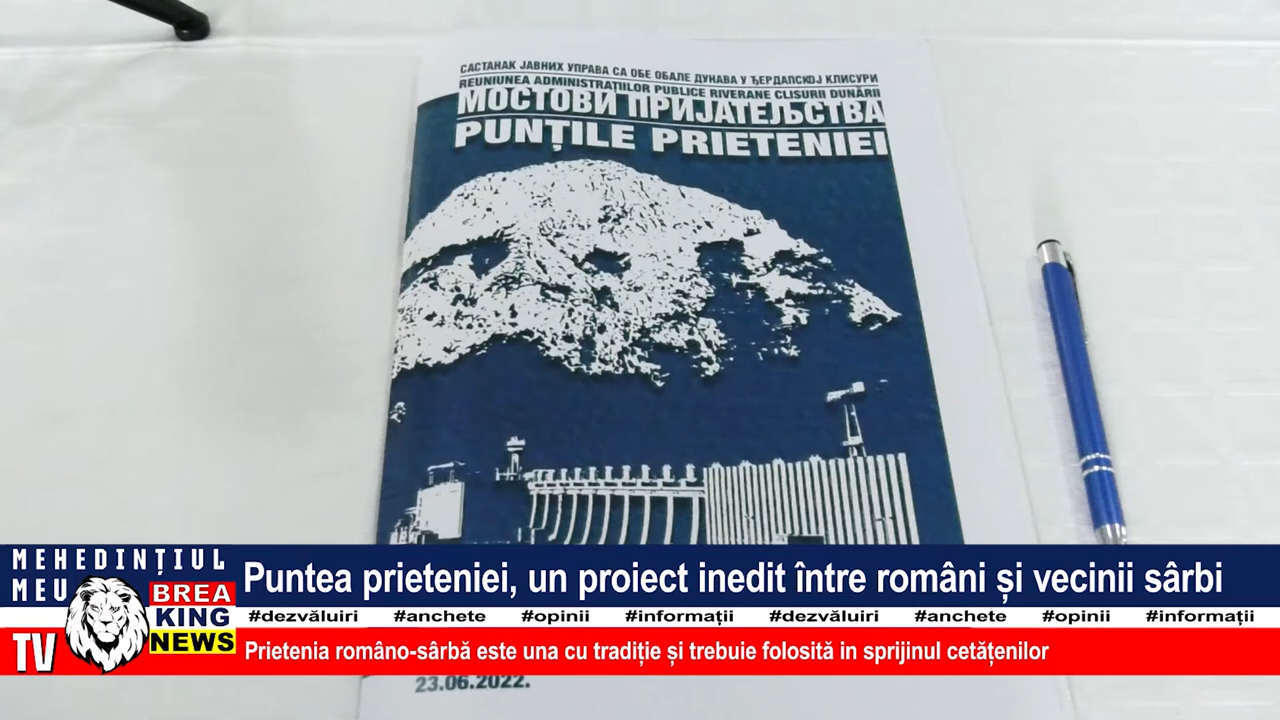 САСТАНАК ЈАВНИХ УПРАВА СА ОБЕ ОБАЛЕ ДУНАВА У ЂЕРДАПСКОЈ КЛИСУРИ
REUNIUNEA ADMINISTRAȚIILOR PUBLICE RIVERANE CLISURII DUNĂRII
МОСТОВИ ПРИЈАТЕЉСТВА
PUNȚILE PRIETENIEI
MEHEDINȚIUL
MEU
TV
BREA
KING
NEWS
Puntea prieteniei, un proiect inedit între români și vecinii sârbi
#dezvăluiri #anchete #opinii #informații #dezvăluiri #anchete #opinii #informații
Prietenia româno-sârbă este una cu tradiție și trebuie folosită in sprijinul cetățenilor
23.06.2022.